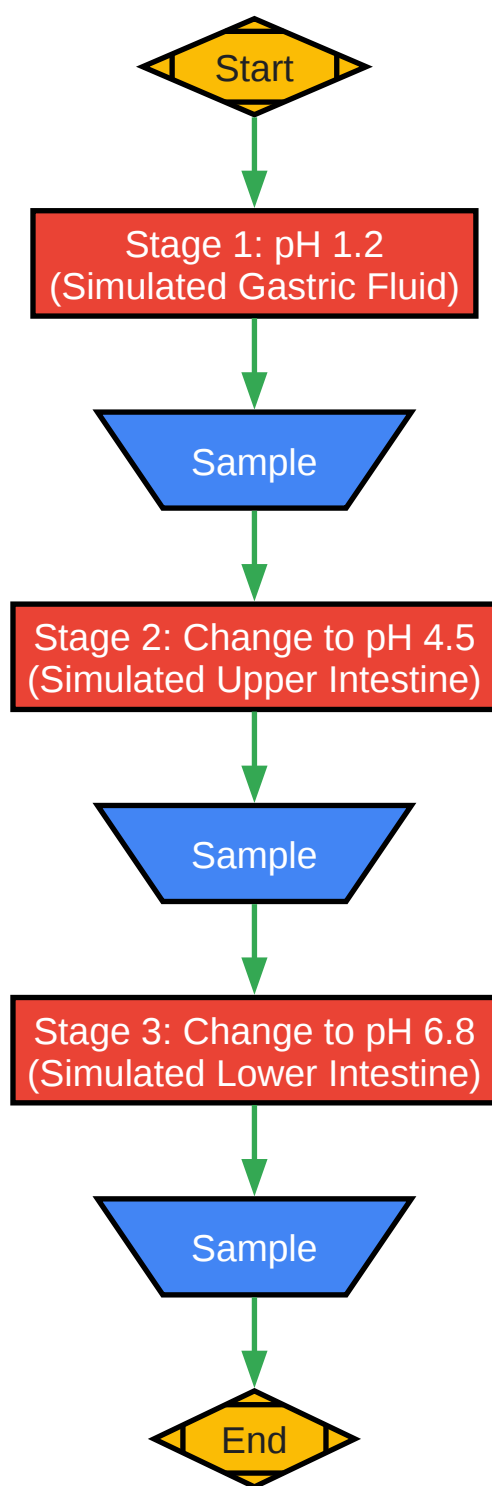 Start
Stage 1: pH 1.2
(Simulated Gastric Fluid)
Sample
Stage 2: Change to pH 4.5
(Simulated Upper Intestine)
Sample
Stage 3: Change to pH 6.8
(Simulated Lower Intestine)
Sample
End